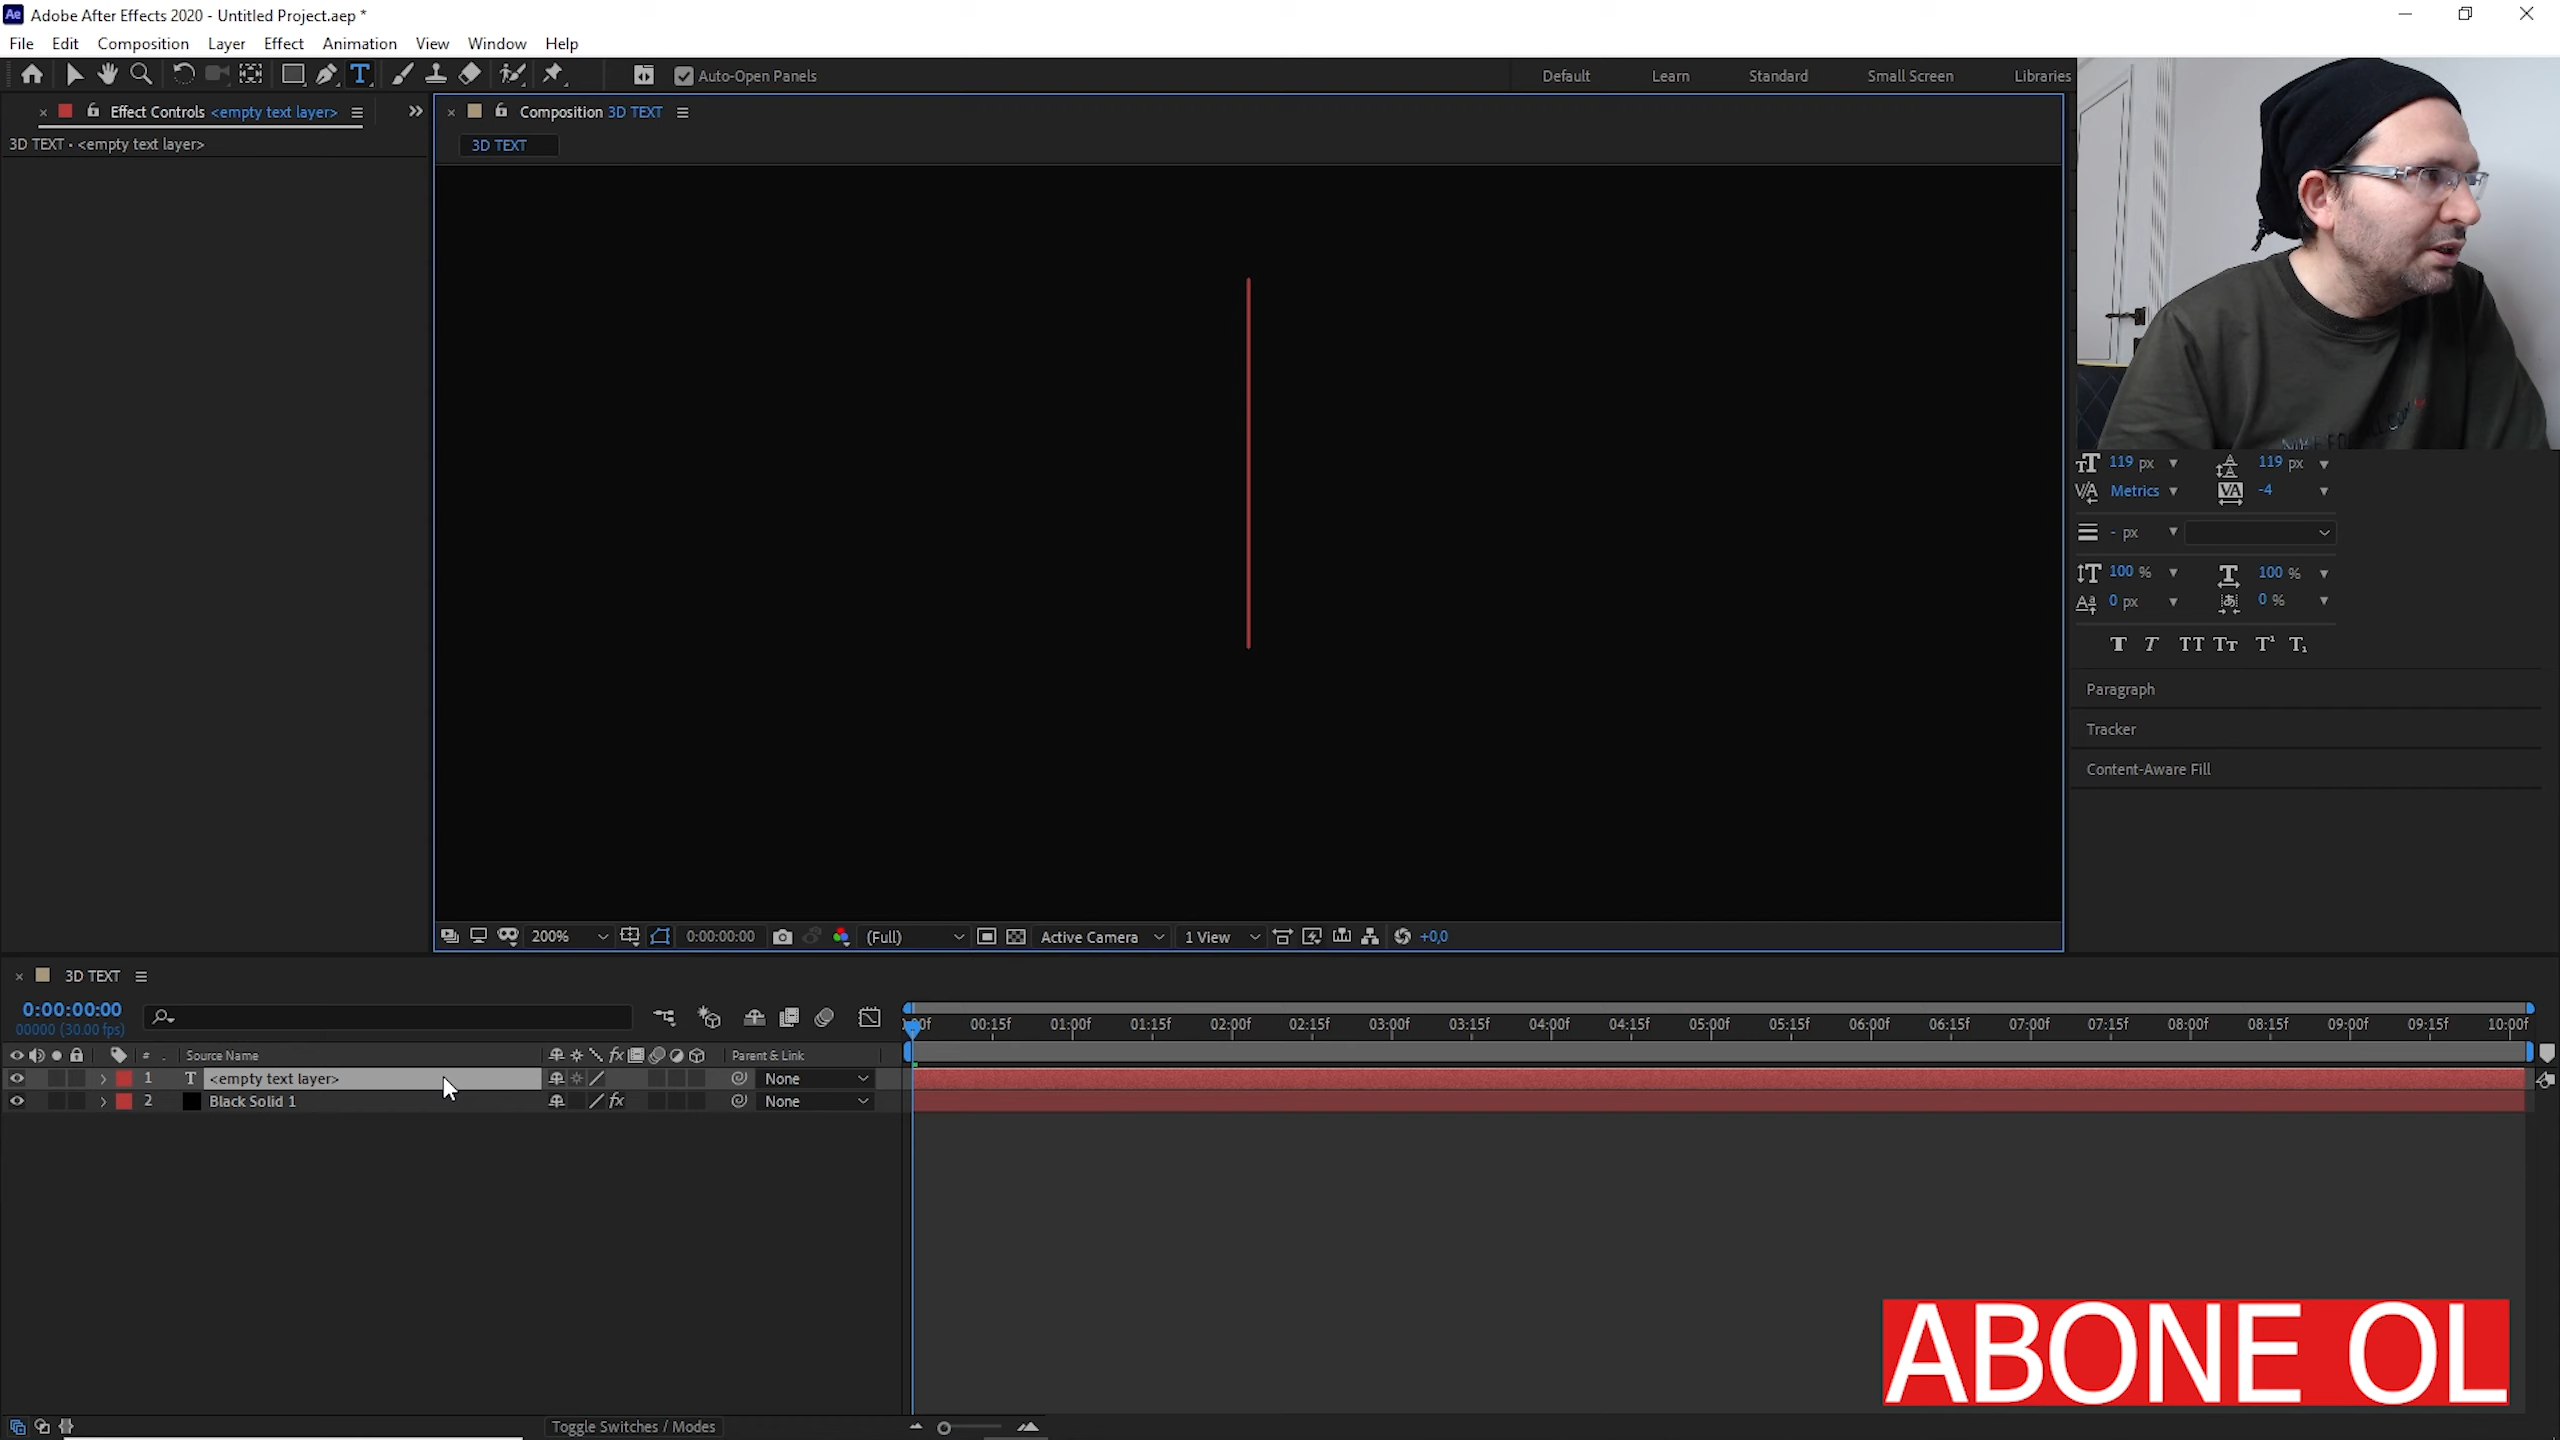 Adobe After Effects 2020 - Untitled Project.aep *
File Edit Composition Layer Effect Animation View Window Help
Auto-Open Panels Default Learn Standard Small Screen Libraries
Effect Controls <empty text layer>
Composition 3D TEXT
3D TEXT • <empty text layer>
3D TEXT
119 px 119 px
Metrics -4
- px
100 % 100 %
0 px 0 %
Paragraph
Tracker
Content-Aware Fill
200% 0:00:00:00 (Full) Active Camera 1 View +0,0
3D TEXT
0:00:00:00
00000 (30.00 fps)
00:15f 01:00f 01:15f 02:00f 02:15f 03:00f 03:15f 04:00f 04:15f 05:00f 05:15f 06:00f 06:15f 07:00f 07:15f 08:00f 08:15f 09:00f 09:15f 10:00f
# Source Name Parent & Link
1 <empty text layer> None
2 Black Solid 1 None
ABONE OL
Toggle Switches / Modes